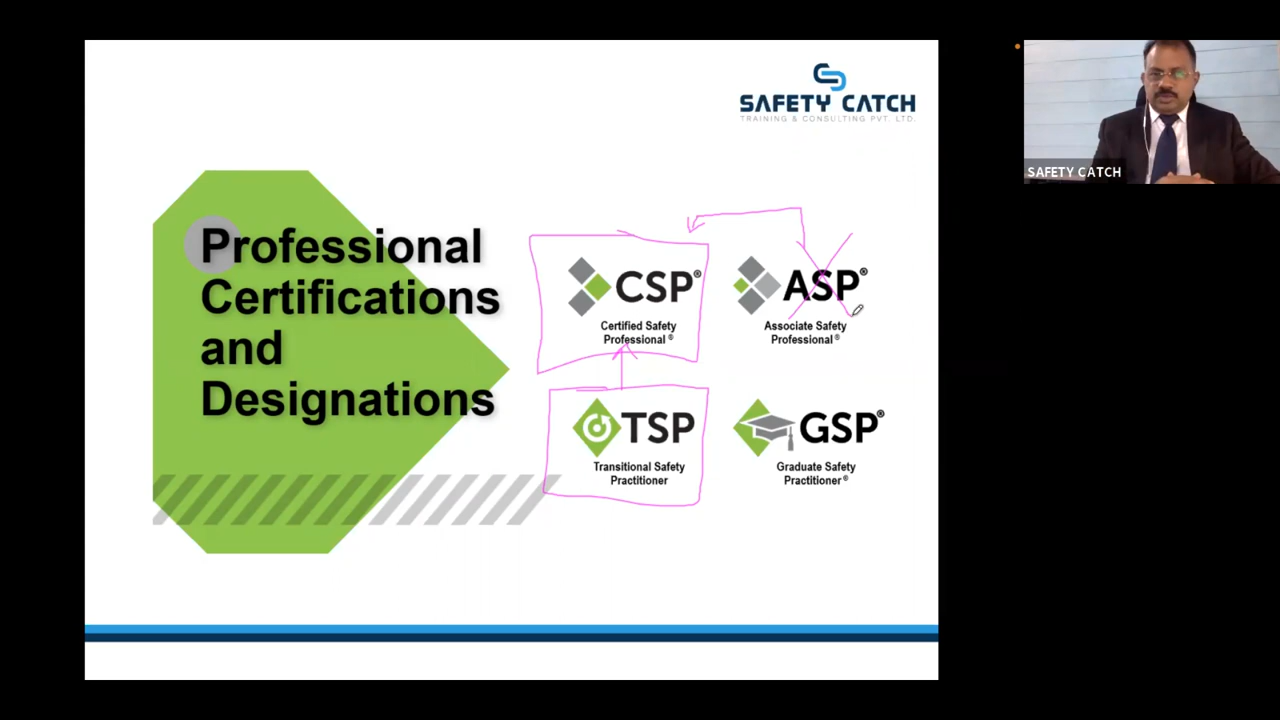 SAFETY CATCH
TRAINING & CONSULTING PVT. LTD.
SAFETY CATCH
Professional
Certifications
and
Designations
CSP®
Certified Safety
Professional ®
ASP®
Associate Safety
Professional ®
TSP
Transitional Safety
Practitioner
GSP®
Graduate Safety
Practitioner ®